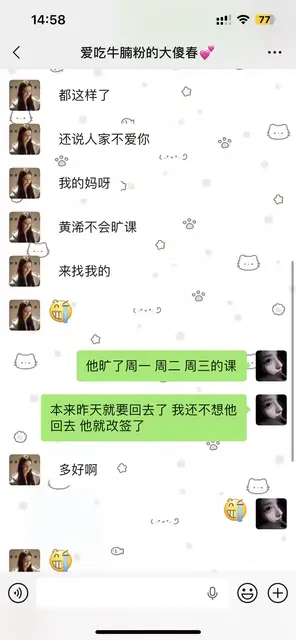 14:58
77
爱吃牛腩粉的大傻春💕
都这样了
还说人家不爱你
我的妈呀
黄浠不会旷课
来找我的
他旷了周一 周二 周三的课
本来昨天就要回去了 我还不想他
回去 他就改签了
多好啊